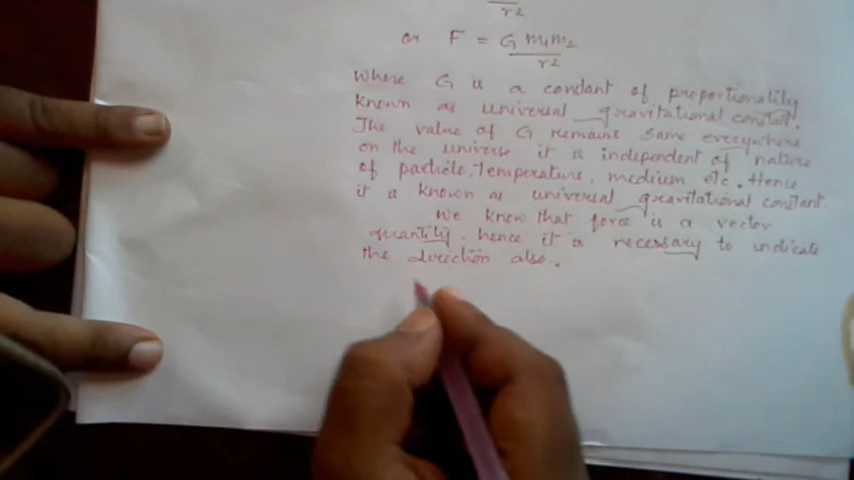 r2
or F = G m1m2
r2
Where G is a constant of proportionality
known as universal gravitational constant.
The value of G remains same everywhere
on the universe it is independent of nature
of particle, Temperature, medium etc. Hence
it is known as universal gravitational constant.
We know that force is a vector
quantity. hence it is necessary to indicate
the direction also.